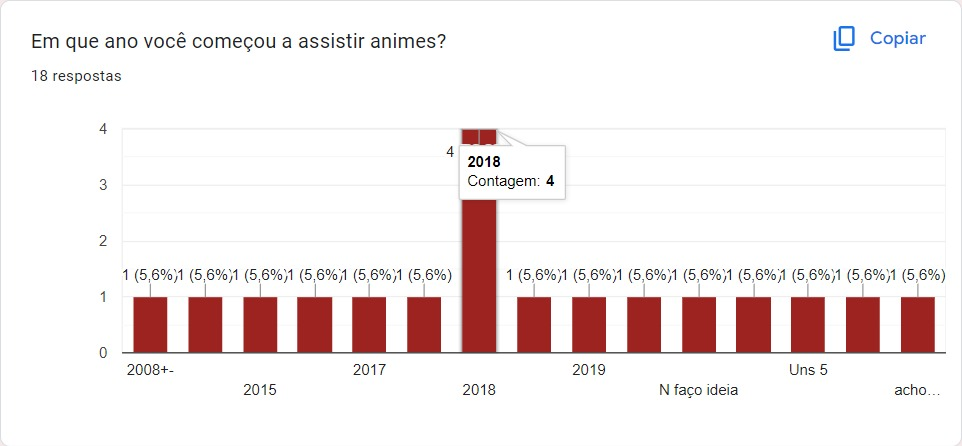 Em que ano você começou a assistir animes?
Copiar
18 respostas
4
3
2
1
0
4
2018
Contagem: 4
1 (5,6%) 1 (5,6%) 1 (5,6%) 1 (5,6%) 1 (5,6%) 1 (5,6%)
1 (5,6%) 1 (5,6%) 1 (5,6%) 1 (5,6%) 1 (5,6%) 1 (5,6%) 1 (5,6%) 1 (5,6%)
2008+-
2017
2019
Uns 5
2015
2018
N faço ideia
acho…